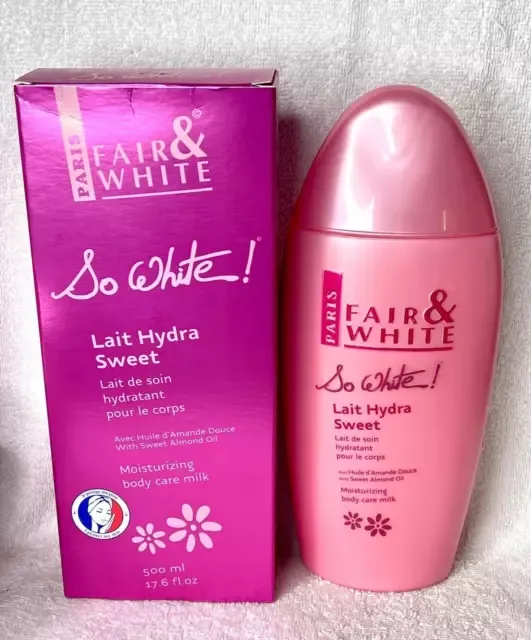 PARIS
FAIR&
WHITE
©
So White!
Lait Hydra
Sweet
Lait de soin
hydratant
pour le corps
Avec Huile d'Amande Douce
With Sweet Almond Oil
Moisturizing
body care milk
500 ml
17.6 fl.oz
PARIS
FAIR&
WHITE
So White!
Lait Hydra
Sweet
Lait de soin
hydratant
pour le corps
Avec Huile d'Amande Douce
With Sweet Almond Oil
Moisturizing
body care milk